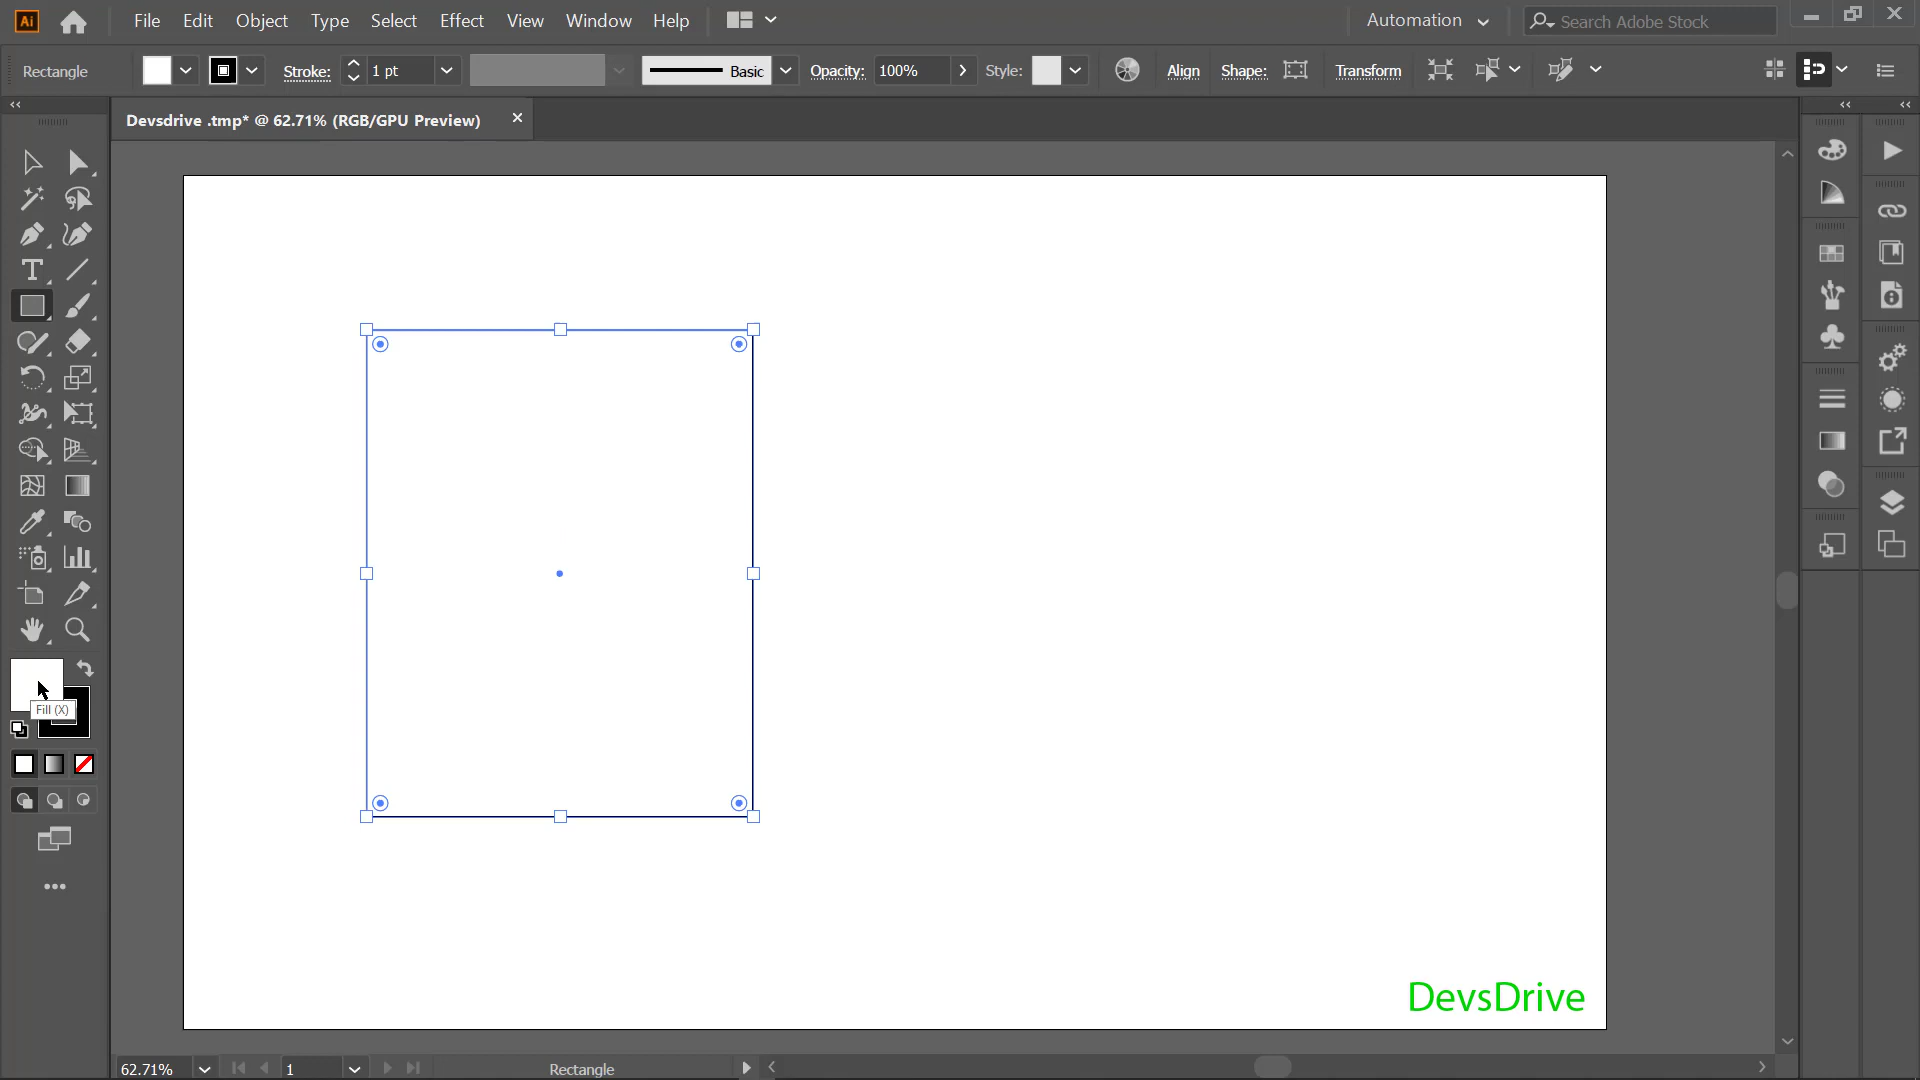 Ai File Edit Object Type Select Effect View Window Help Automation Search Adobe Stock
Rectangle Stroke: 1 pt Basic Opacity: 100% Style: Align Shape: Transform
Devsdrive .tmp* @ 62.71% (RGB/GPU Preview)
Fill (X)
DevsDrive
62.71% 1 Rectangle